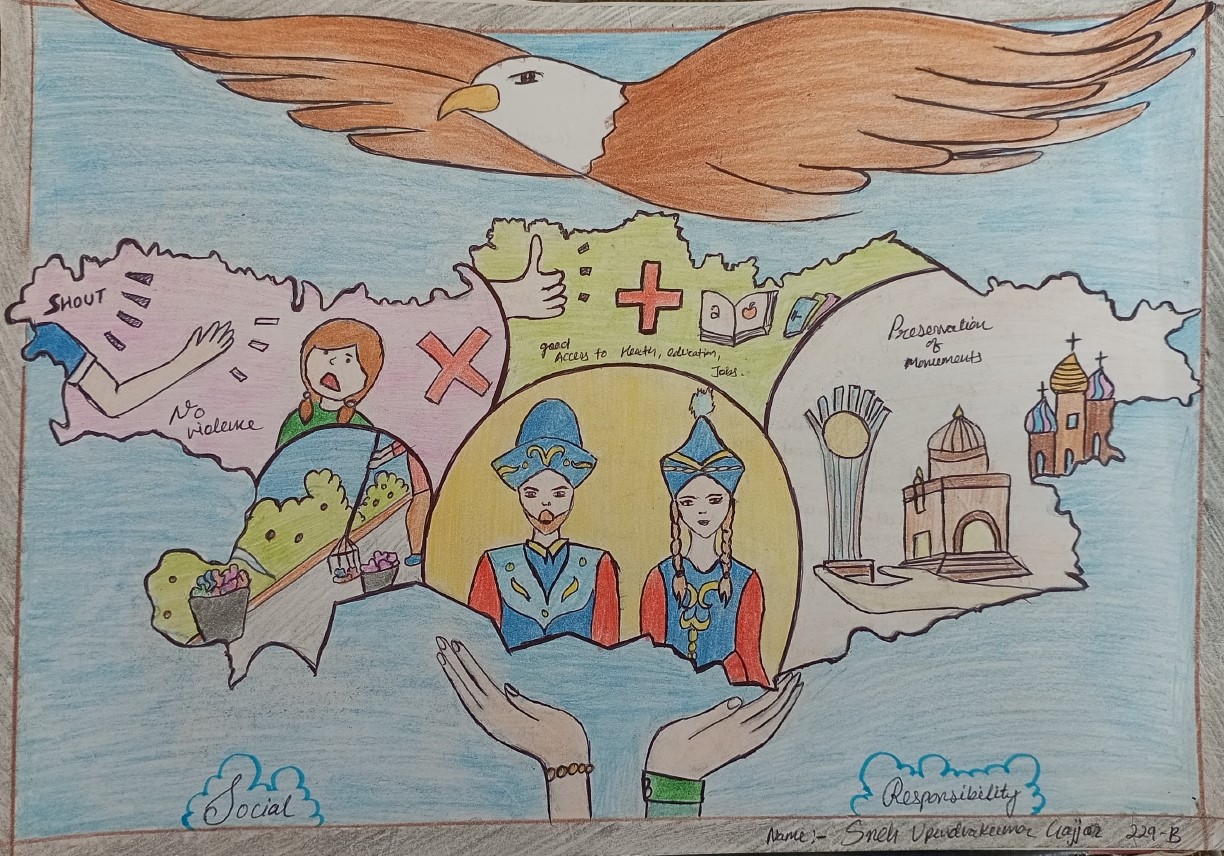 SHOUT
No
violence
good
Access to Health, education,
Jobs.
Preservation
of
Monuments
Social
Responsibility
Name:- Sneh Upendrakumar Gajjar 229-B